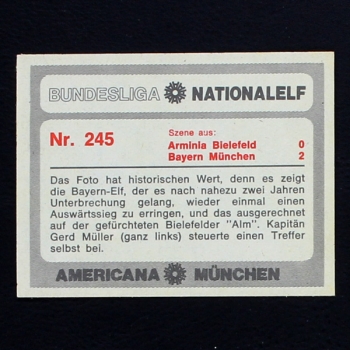 BUNDESLIGA NATIONALELF
Nr. 245
Szene aus:
Arminia Bielefeld 0
Bayern München 2
Das Foto hat historischen Wert, denn es zeigt
die Bayern-Elf, der es nach nahezu zwei Jahren
Unterbrechung gelang, wieder einmal einen
Auswärtssieg zu erringen, und das ausgerechnet
auf der gefürchteten Bielefelder "Alm". Kapitän
Gerd Müller (ganz links) steuerte einen Treffer
selbst bei.
AMERICANA MÜNCHEN